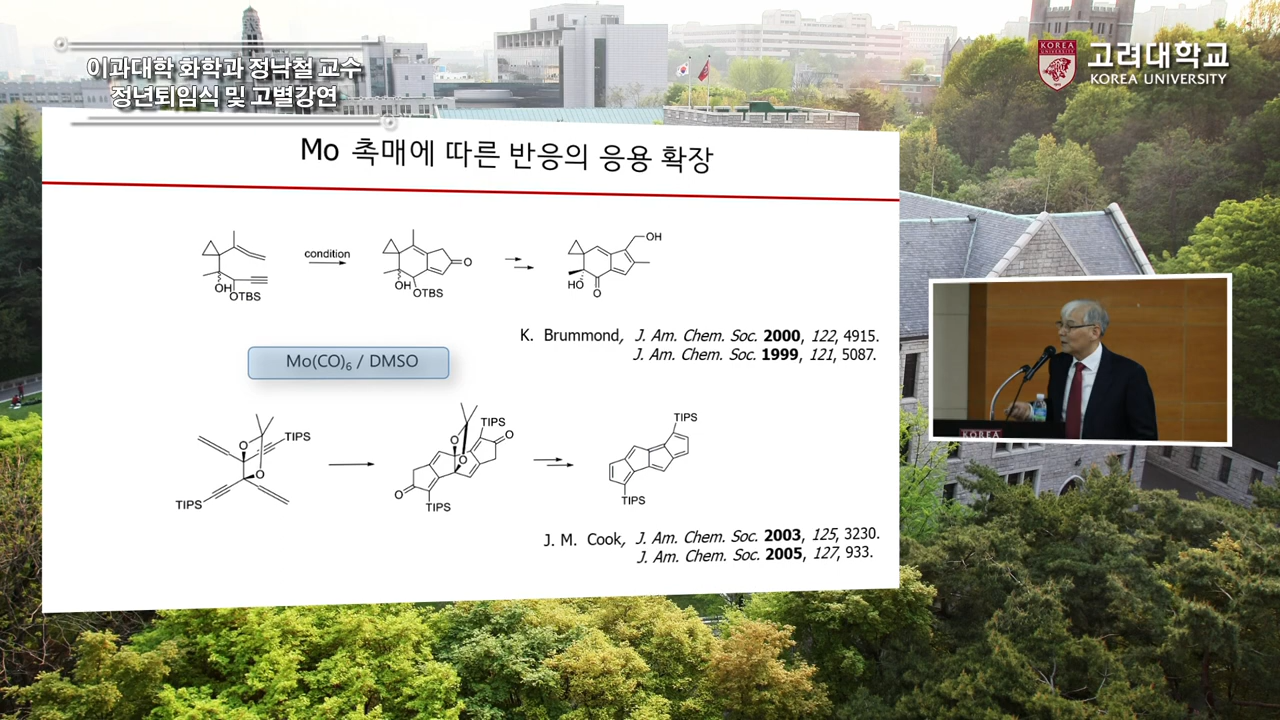 이과대학 화학과 정낙철 교수
정년퇴임식 및 고별강연
KOREA UNIVERSITY
고려대학교
KOREA UNIVERSITY
Mo 촉매에 따른 반응의 응용 확장
condition
OH
OTBS
O
OH
OTBS
OH
HO
O
K. Brummond, J. Am. Chem. Soc. 2000, 122, 4915.
J. Am. Chem. Soc. 1999, 121, 5087.
Mo(CO)6 / DMSO
TIPS
O
O
TIPS
TIPS
O
O
O
O
TIPS
TIPS
TIPS
J. M. Cook, J. Am. Chem. Soc. 2003, 125, 3230.
J. Am. Chem. Soc. 2005, 127, 933.
KOREA